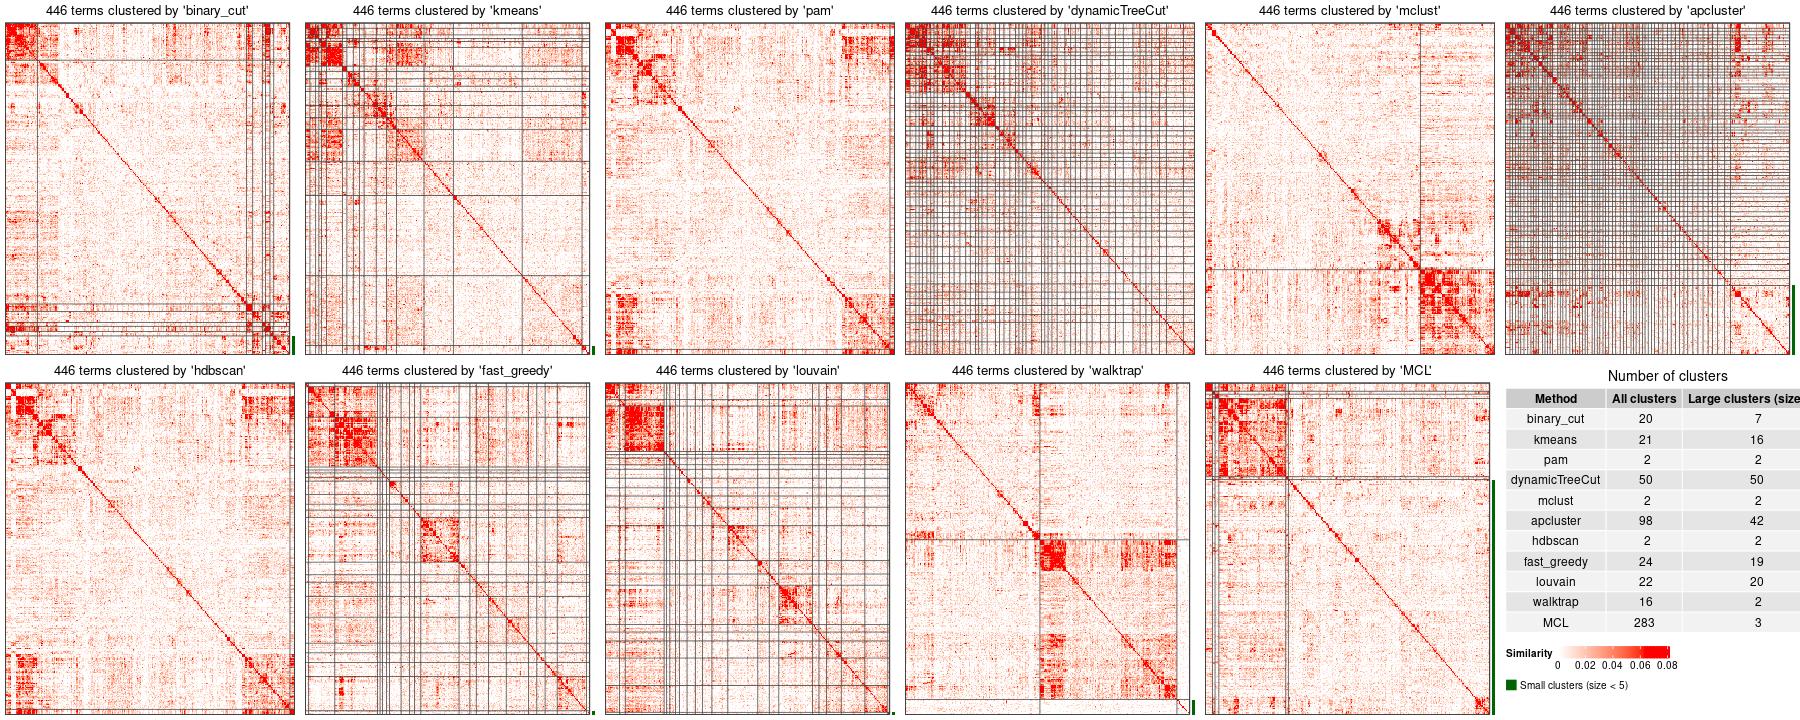 446 terms clustered by 'binary_cut'
446 terms clustered by 'kmeans'
446 terms clustered by 'pam'
446 terms clustered by 'dynamicTreeCut'
446 terms clustered by 'mclust'
446 terms clustered by 'apcluster'
446 terms clustered by 'hdbscan'
446 terms clustered by 'fast_greedy'
446 terms clustered by 'louvain'
446 terms clustered by 'walktrap'
446 terms clustered by 'MCL'
Number of clusters
Method All clusters Large clusters (size
binary_cut 20 7
kmeans 21 16
pam 2 2
dynamicTreeCut 50 50
mclust 2 2
apcluster 98 42
hdbscan 2 2
fast_greedy 24 19
louvain 22 20
walktrap 16 2
MCL 283 3
Similarity
0 0.02 0.04 0.06 0.08
Small clusters (size < 5)